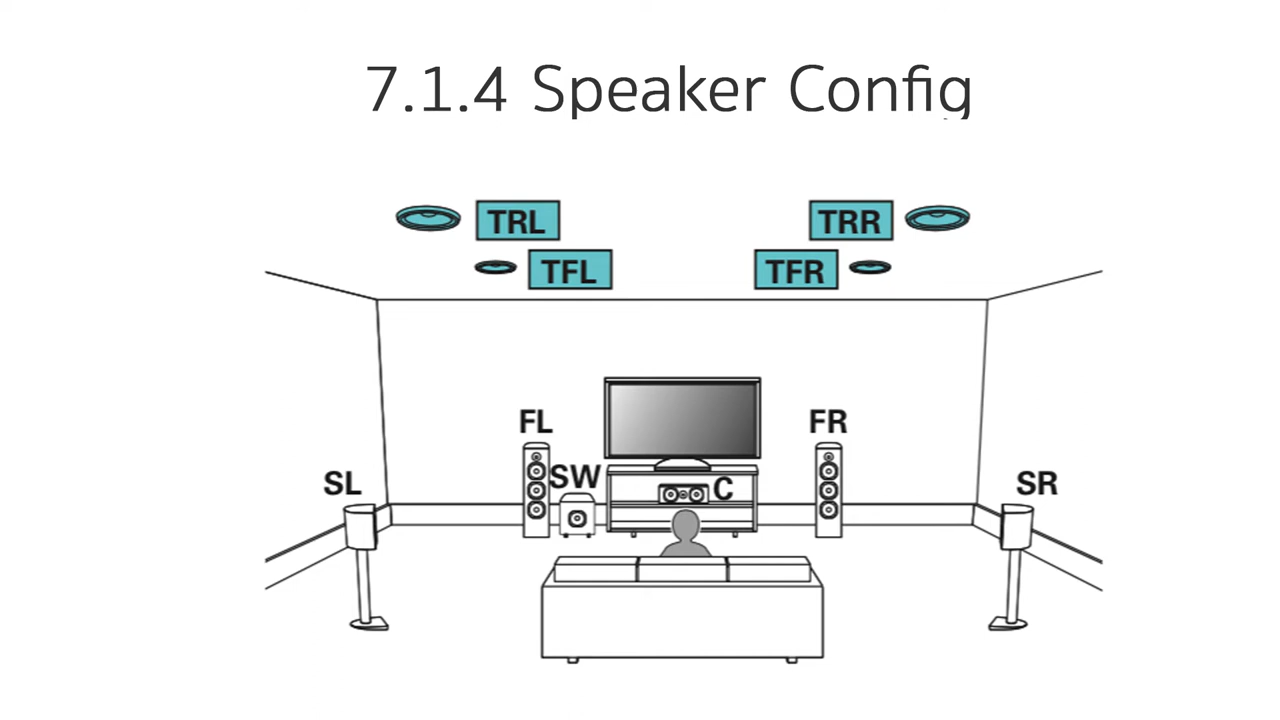 7.1.4 Speaker Config
TRL TRR
TFL TFR
FL FR
SW
SL C SR